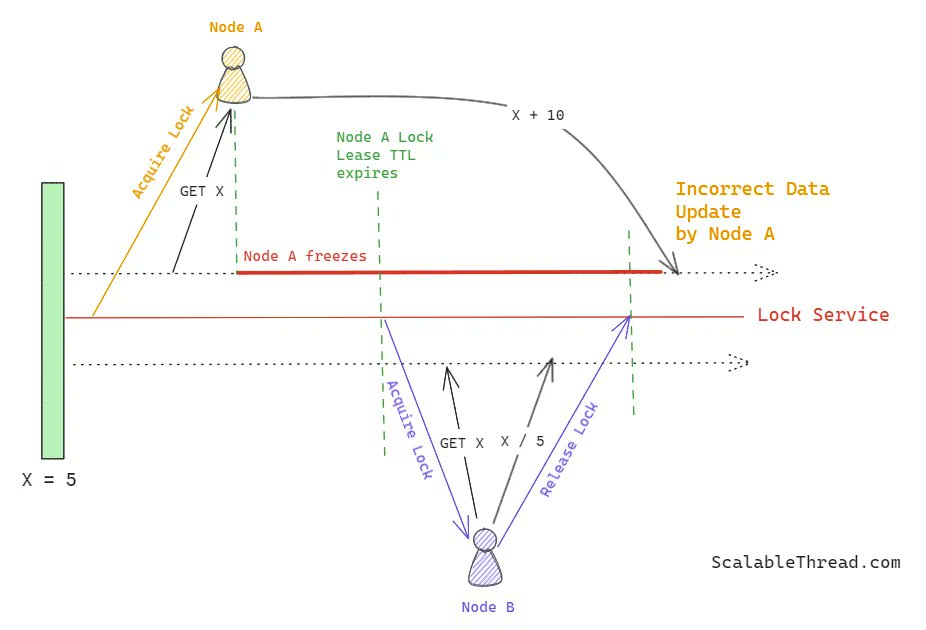 Node A
Acquire Lock
GET X
X + 10
Node A Lock
Lease TTL
expires
Incorrect Data
Update
by Node A
Node A freezes
Lock Service
Acquire Lock
GET X
X / 5
Release Lock
X = 5
ScalableThread.com
Node B